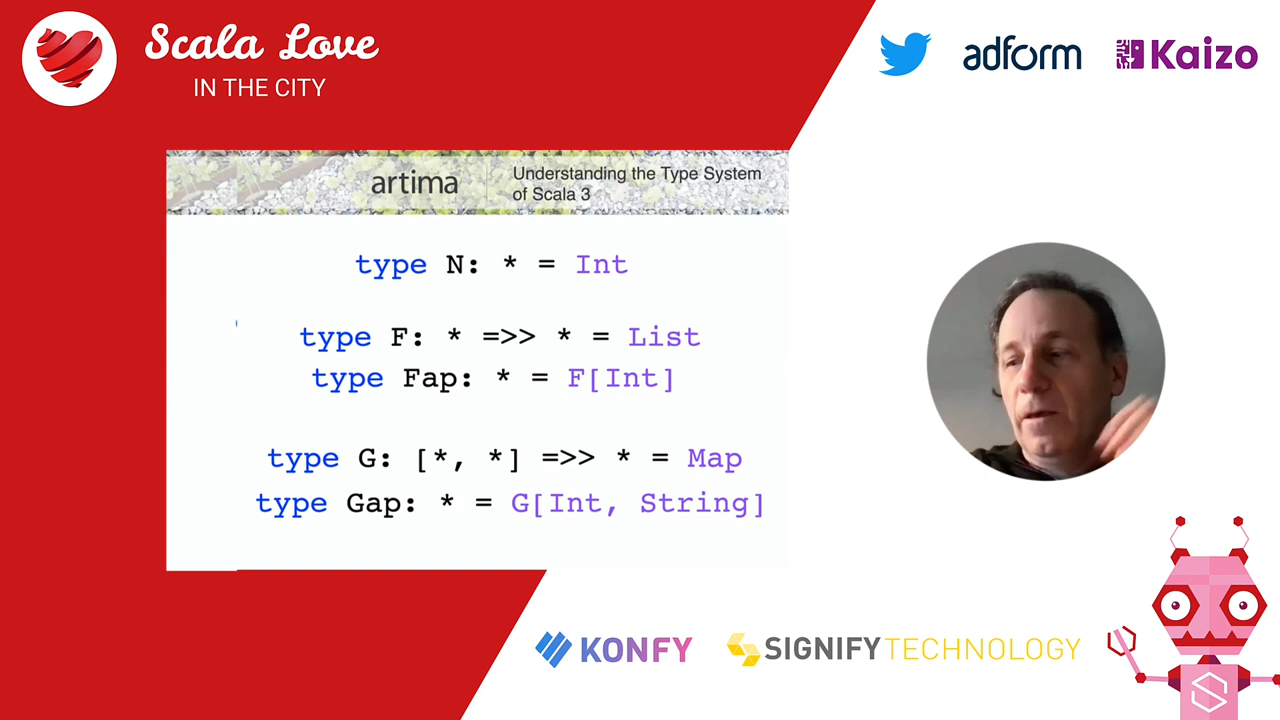 Scala Love
IN THE CITY
adform
Kaizo
artima
Understanding the Type System
of Scala 3
type N: * = Int
type F: * =>> * = List
type Fap: * = F[Int]
type G: [*, *] =>> * = Map
type Gap: * = G[Int, String]
KONFY
SIGNIFYTECHNOLOGY